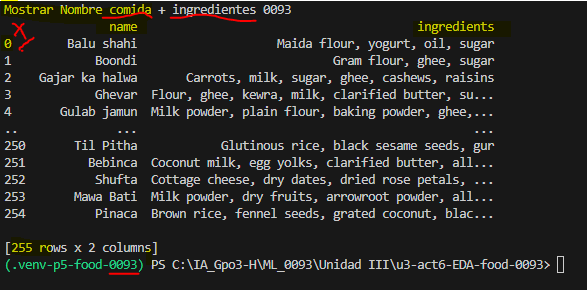 Mostrar Nombre comida + ingredientes 0093
name ingredients
0 Balu shahi Maida flour, yogurt, oil, sugar
1 Boondi Gram flour, ghee, sugar
2 Gajar ka halwa Carrots, milk, sugar, ghee, cashews, raisins
3 Ghevar Flour, ghee, kewra, milk, clarified butter, su...
4 Gulab jamun Milk powder, plain flour, baking powder, ghee,...
.. ... ...
250 Til Pitha Glutinous rice, black sesame seeds, gur
251 Bebinca Coconut milk, egg yolks, clarified butter, all...
252 Shufta Cottage cheese, dry dates, dried rose petals, ...
253 Mawa Bati Milk powder, dry fruits, arrowroot powder, all...
254 Pinaca Brown rice, fennel seeds, grated coconut, blac...
[255 rows x 2 columns]
(.venv-p5-food-0093) PS C:\IA_Gpo3-H\ML_0093\Unidad III\u3-act6-EDA-food-0093>